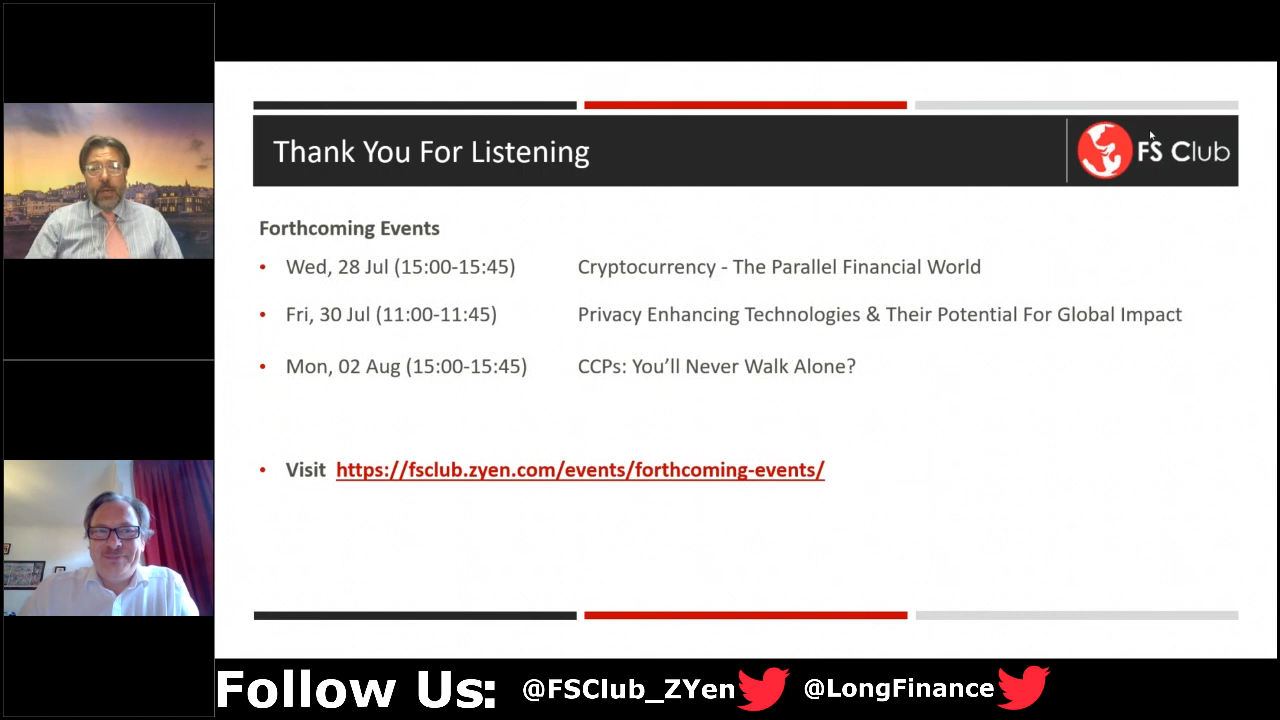 Thank You For Listening
FS Club
Forthcoming Events
• Wed, 28 Jul (15:00-15:45) Cryptocurrency - The Parallel Financial World
• Fri, 30 Jul (11:00-11:45) Privacy Enhancing Technologies & Their Potential For Global Impact
• Mon, 02 Aug (15:00-15:45) CCPs: You’ll Never Walk Alone?
• Visit https://fsclub.zyen.com/events/forthcoming-events/
Follow Us: @FSClub_ZYen @LongFinance